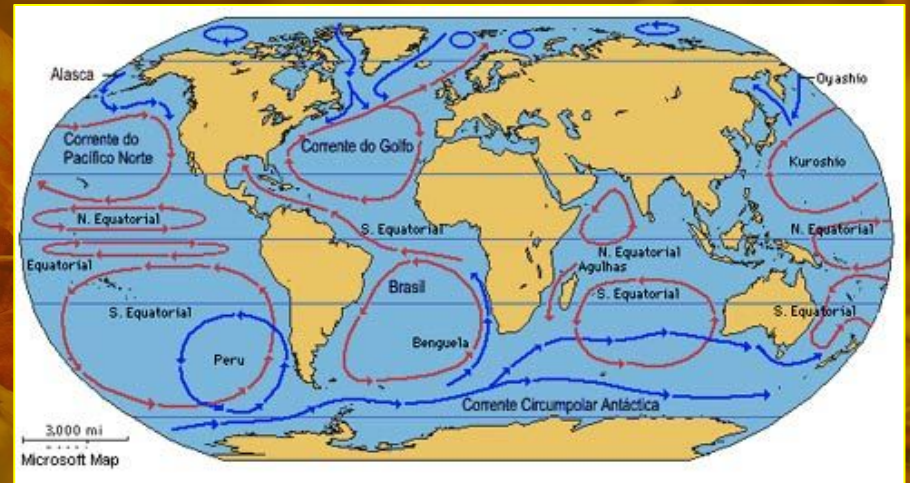 Alasca
Oyashio
Corrente do
Pacífico Norte
Corrente do Golfo
Kuroshio
N. Equatorial
S. Equatorial
N. Equatorial
N. Equatorial
Equatorial
Agulhas
Brasil
S. Equatorial
S. Equatorial
S. Equatorial
Peru
Benguela
Corrente Circumpolar Antáctica
3,000 mi
Microsoft Map